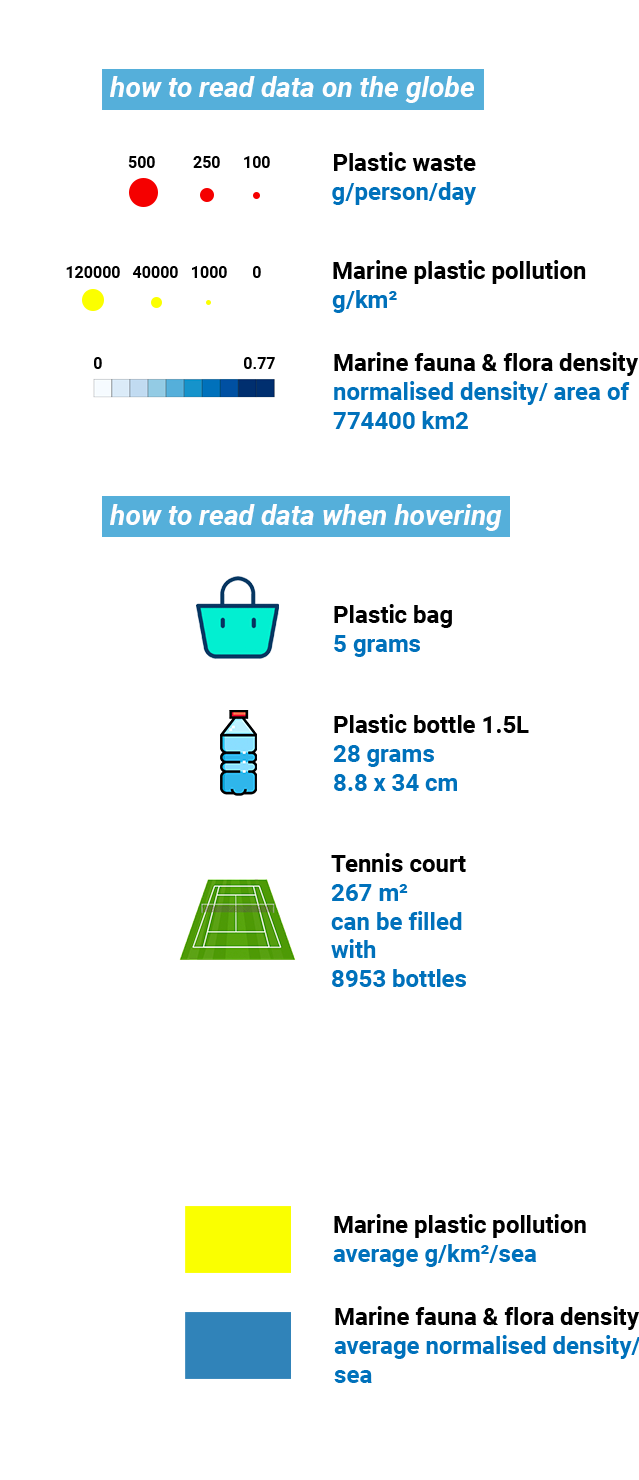 how to read data on the globe
500 250 100
Plastic waste
g/person/day
120000 40000 1000 0
Marine plastic pollution
g/km²
0 0.77
Marine fauna & flora density
normalised density/ area of
774400 km2
how to read data when hovering
Plastic bag
5 grams
Plastic bottle 1.5L
28 grams
8.8 x 34 cm
Tennis court
267 m²
can be filled
with
8953 bottles
Marine plastic pollution
average g/km²/sea
Marine fauna & flora density
average normalised density/
sea